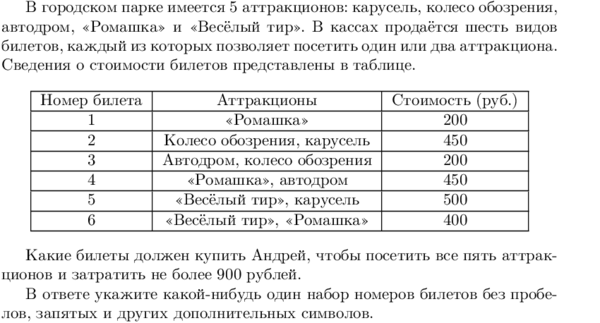 В городском парке имеется 5 аттракционов: карусель, колесо обозрения,
автодром, «Ромашка» и «Весёлый тир». В кассах продаётся шесть видов
билетов, каждый из которых позволяет посетить один или два аттракциона.
Сведения о стоимости билетов представлены в таблице.
Номер билета Аттракционы Стоимость (руб.)
1 «Ромашка» 200
2 Колесо обозрения, карусель 450
3 Автодром, колесо обозрения 200
4 «Ромашка», автодром 450
5 «Весёлый тир», карусель 500
6 «Весёлый тир», «Ромашка» 400
Какие билеты должен купить Андрей, чтобы посетить все пять аттрак-
ционов и затратить не более 900 рублей.
В ответе укажите какой-нибудь один набор номеров билетов без пробе-
лов, запятых и других дополнительных символов.